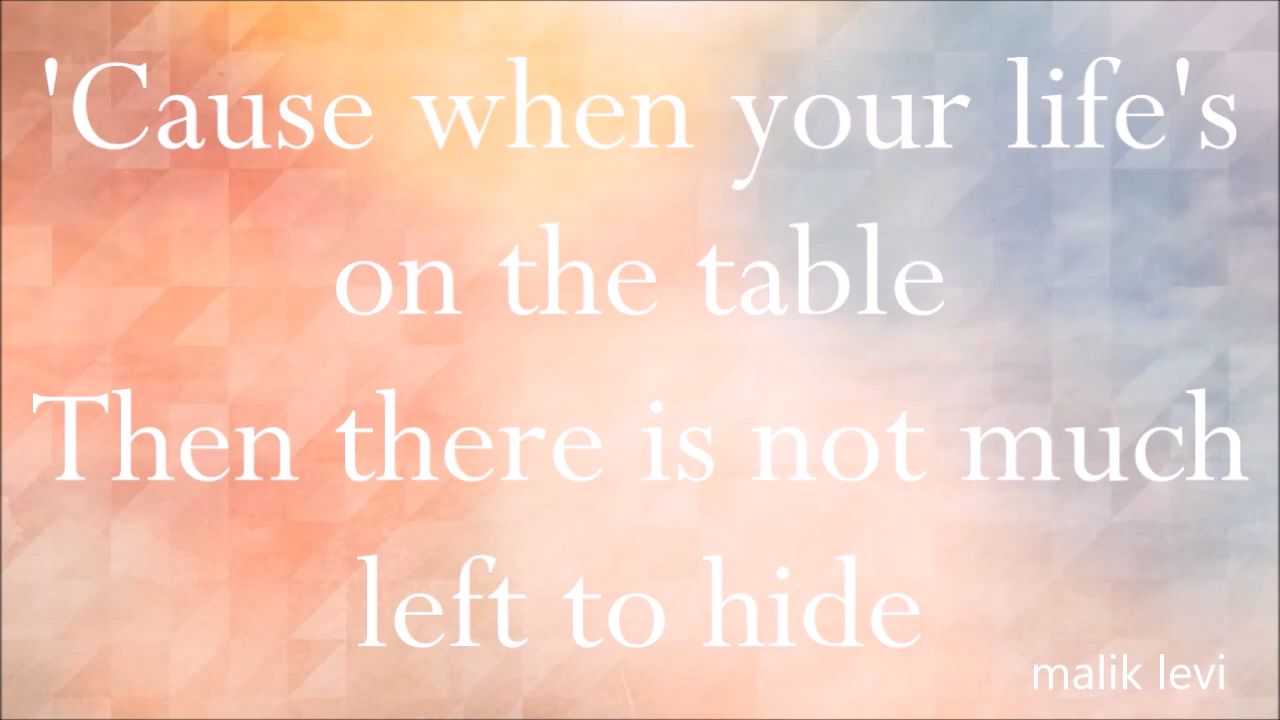 'Cause when your life's
on the table
Then there is not much
left to hide
malik levi